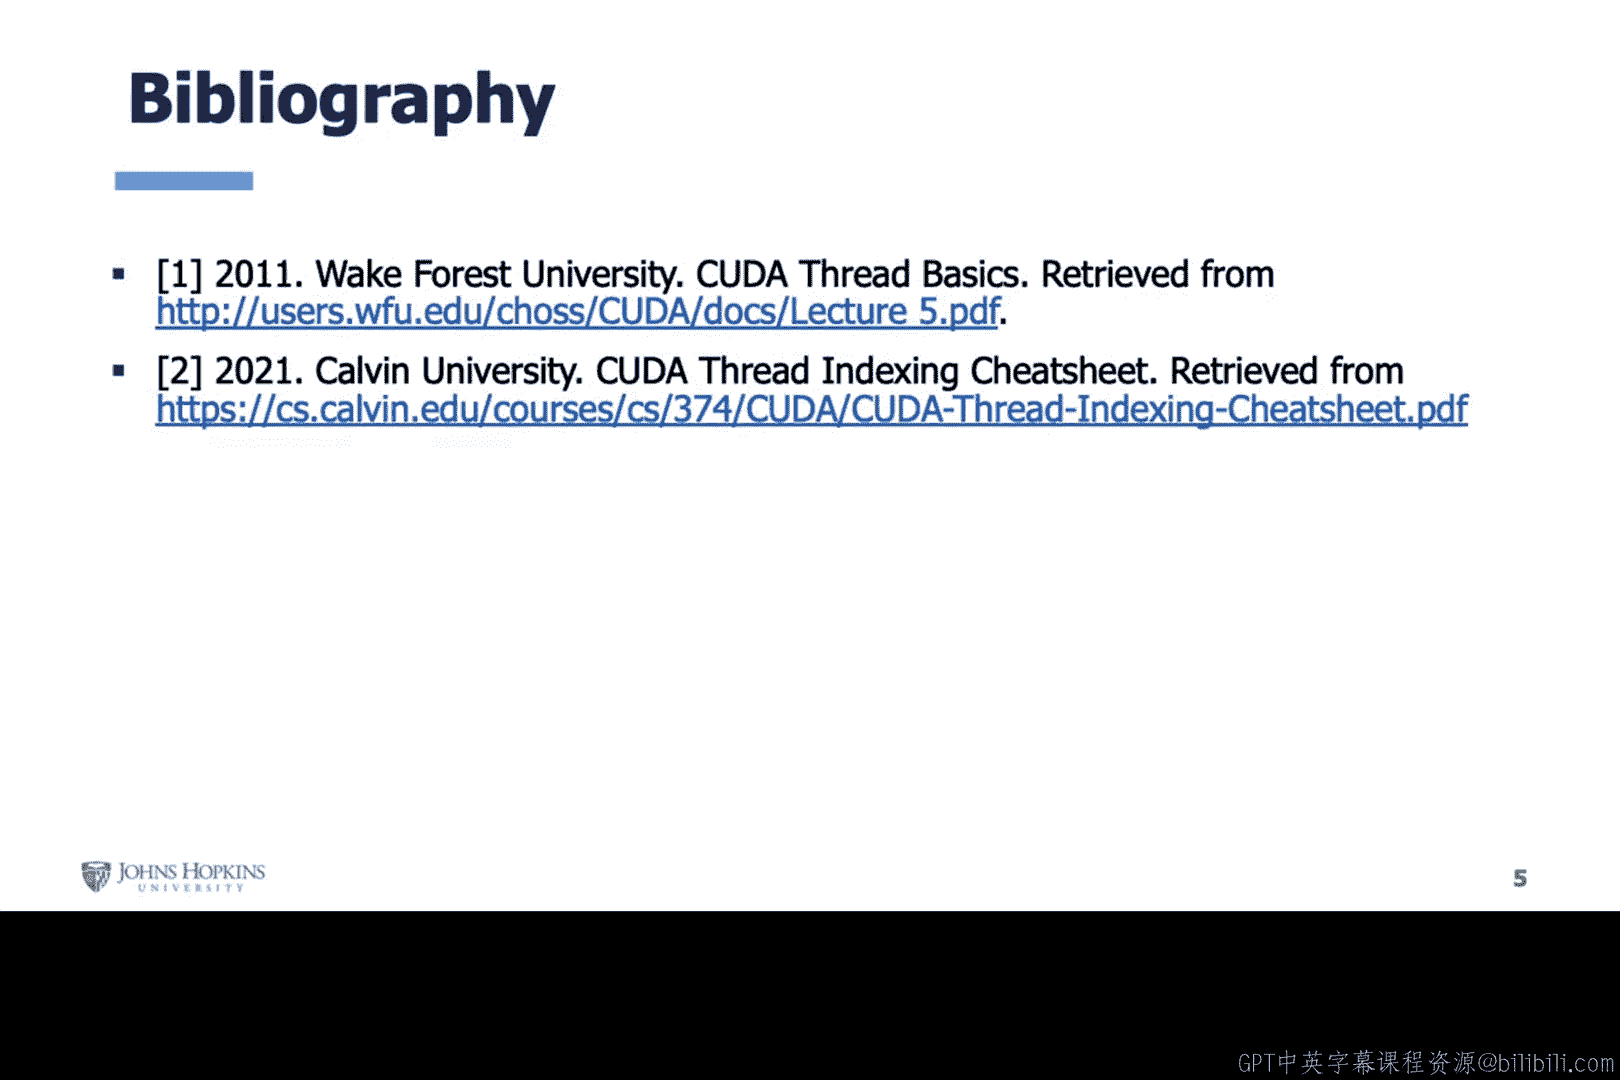 Bibliography
▪ [1] 2011. Wake Forest University. CUDA Thread Basics. Retrieved from
http://users.wfu.edu/choss/CUDA/docs/Lecture 5.pdf.
▪ [2] 2021. Calvin University. CUDA Thread Indexing Cheatsheet. Retrieved from
https://cs.calvin.edu/courses/cs/374/CUDA/CUDA-Thread-Indexing-Cheatsheet.pdf
JOHNS HOPKINS
UNIVERSITY
5
GPT中英字幕课程资源@bilibili.com